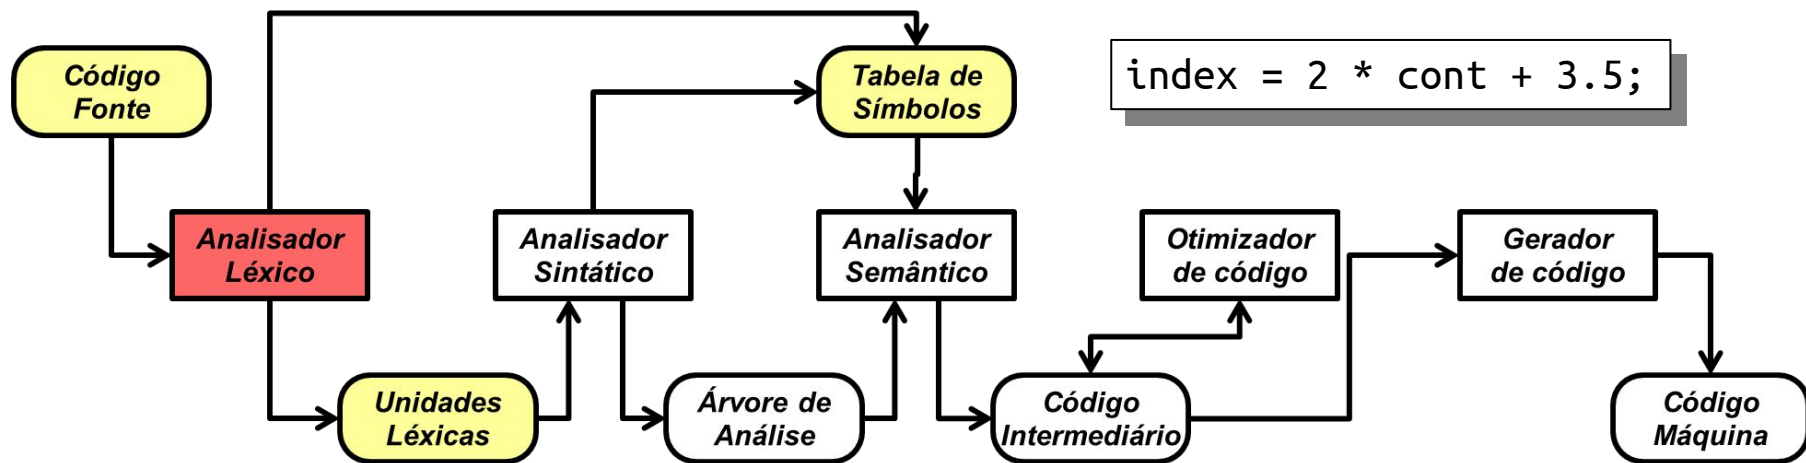 Código
Fonte
Tabela de
Símbolos
index = 2 * cont + 3.5;
Analisador
Léxico
Analisador
Sintático
Analisador
Semântico
Otimizador
de código
Gerador
de código
Unidades
Léxicas
Árvore de
Análise
Código
Intermediário
Código
Máquina